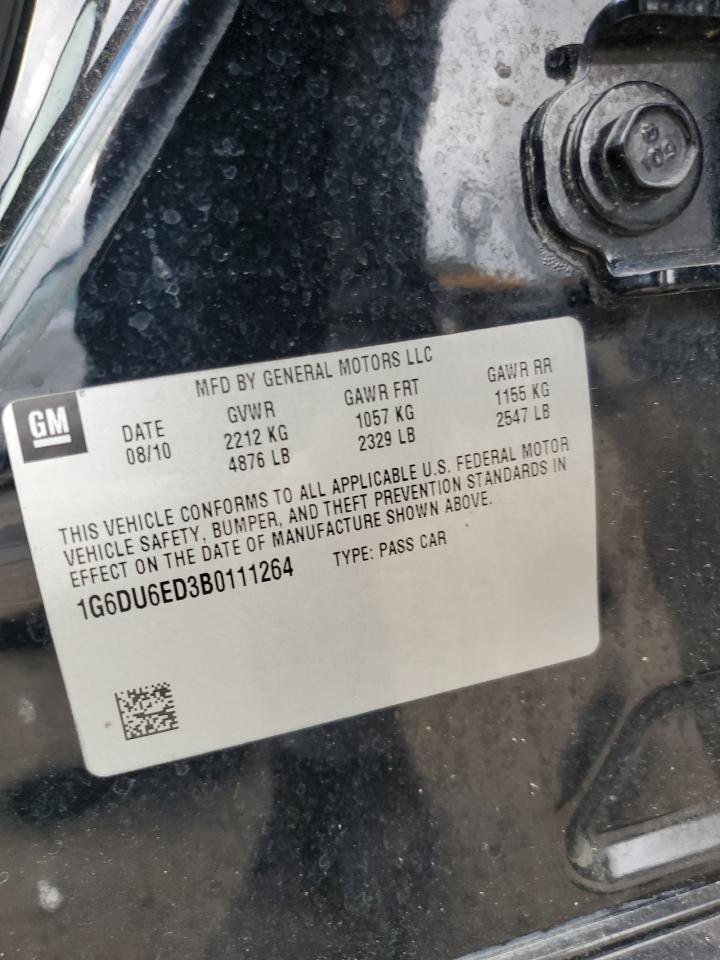 GM
MFD BY GENERAL MOTORS LLC
DATE GVWR GAWR FRT GAWR RR
08/10 2212 KG 1057 KG 1155 KG
4876 LB 2329 LB 2547 LB
THIS VEHICLE CONFORMS TO ALL APPLICABLE U.S. FEDERAL MOTOR
VEHICLE SAFETY, BUMPER, AND THEFT PREVENTION STANDARDS IN
EFFECT ON THE DATE OF MANUFACTURE SHOWN ABOVE.
1G6DU6ED3B0111264 TYPE: PASS CAR